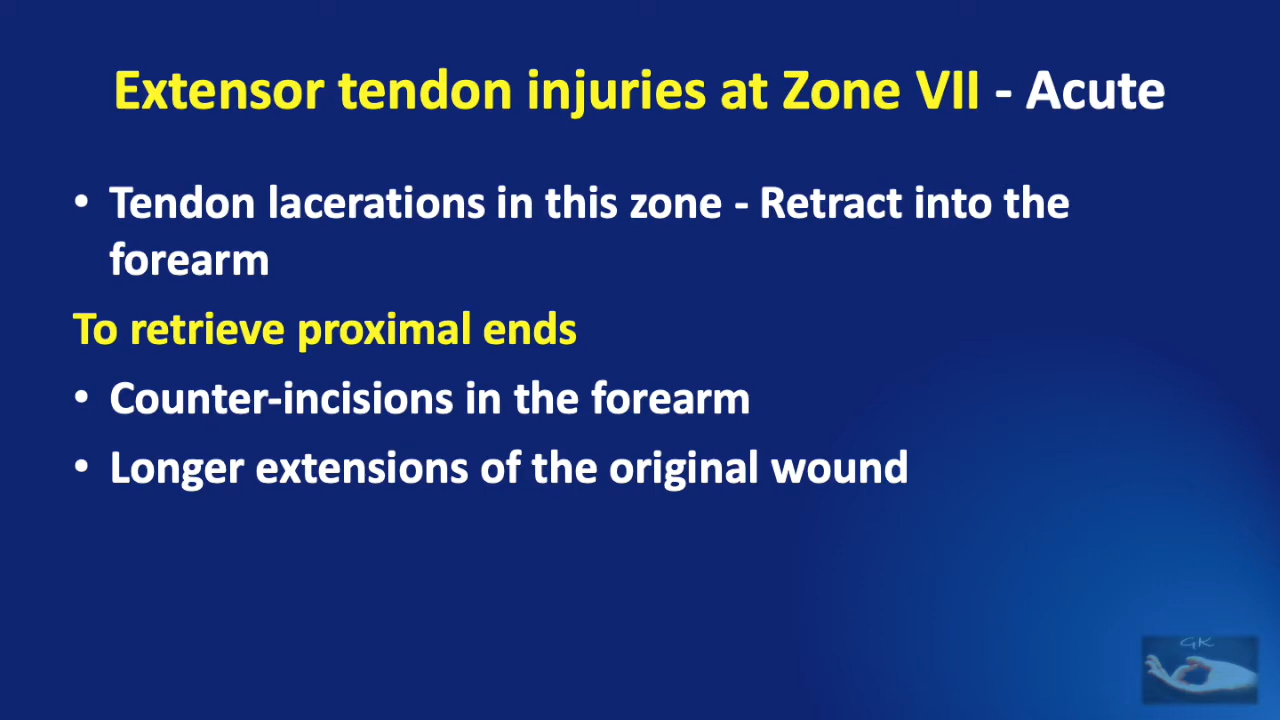 Extensor tendon injuries at Zone VII - Acute
• Tendon lacerations in this zone - Retract into the
forearm
To retrieve proximal ends
• Counter-incisions in the forearm
• Longer extensions of the original wound
GK